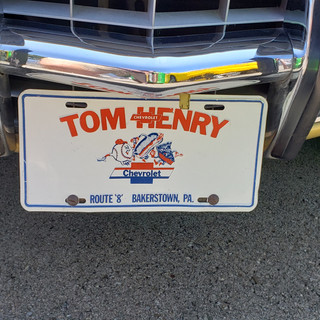 TOM HENRY
CHEVROLET
Chevrolet
ROUTE '8' BAKERSTOWN, PA.